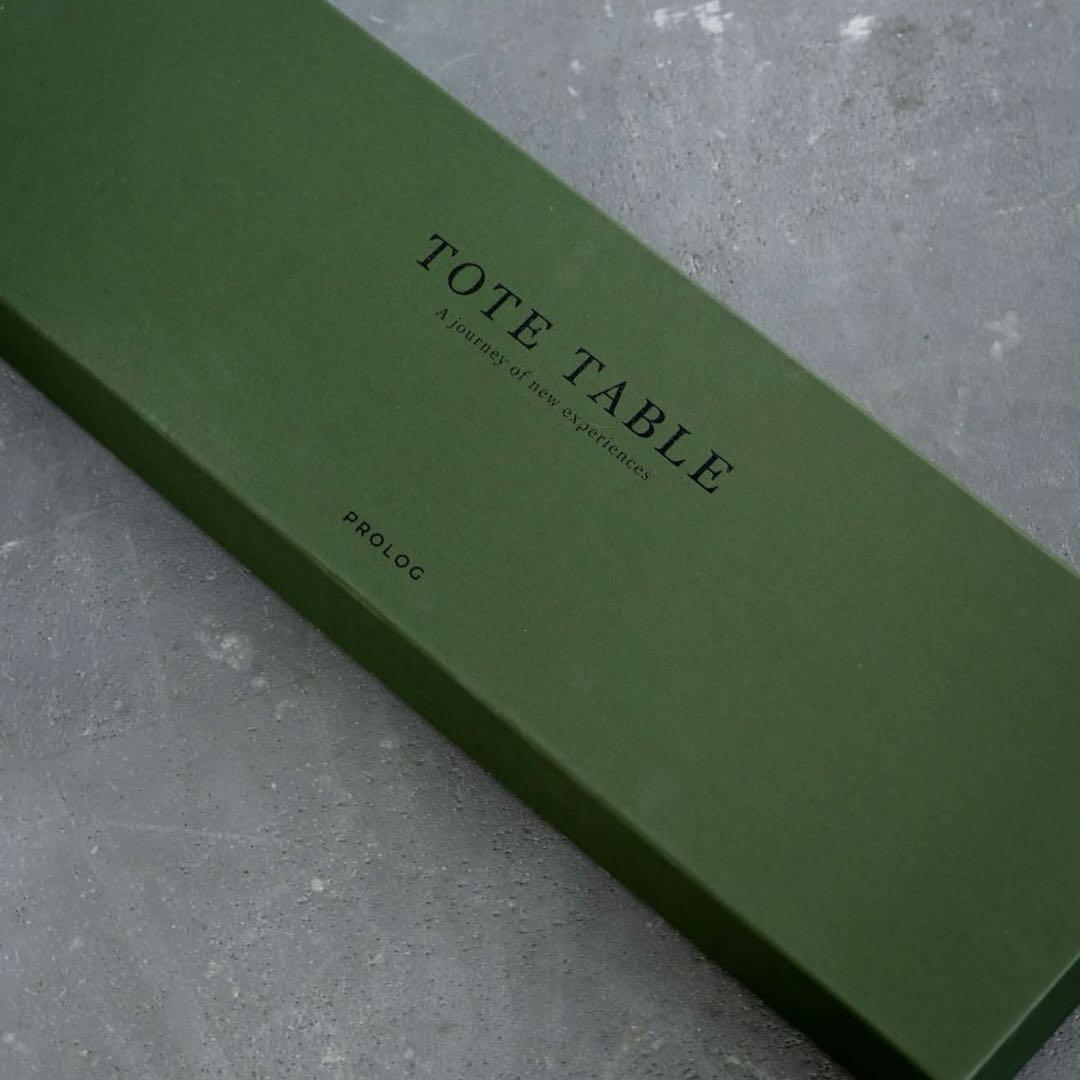 TOTE TABLE
A journey of new experiences
PROLOG